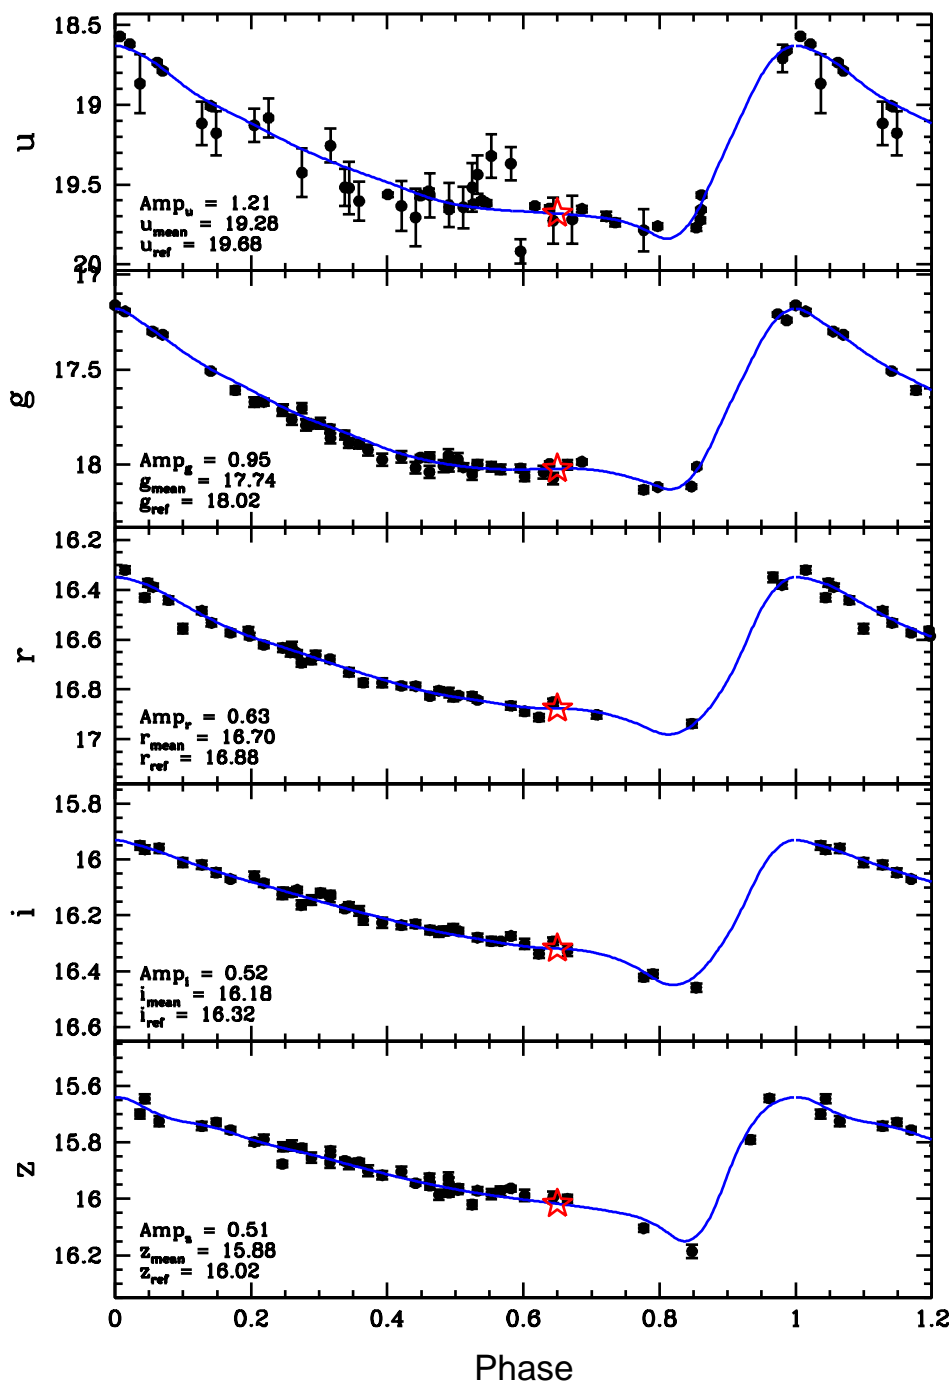 18.5
19
19.5
20
u
Amp_u = 1.21
u_mean = 19.28
u_ref = 19.68
17
17.5
18
g
Amp_g = 0.95
g_mean = 17.74
g_ref = 18.02
16.2
16.4
16.6
16.8
17
r
Amp_r = 0.63
r_mean = 16.70
r_ref = 16.88
15.8
16
16.2
16.4
16.6
i
Amp_i = 0.52
i_mean = 16.18
i_ref = 16.32
15.6
15.8
16
16.2
z
Amp_z = 0.51
z_mean = 15.88
z_ref = 16.02
0 0.2 0.4 0.6 0.8 1 1.2
Phase